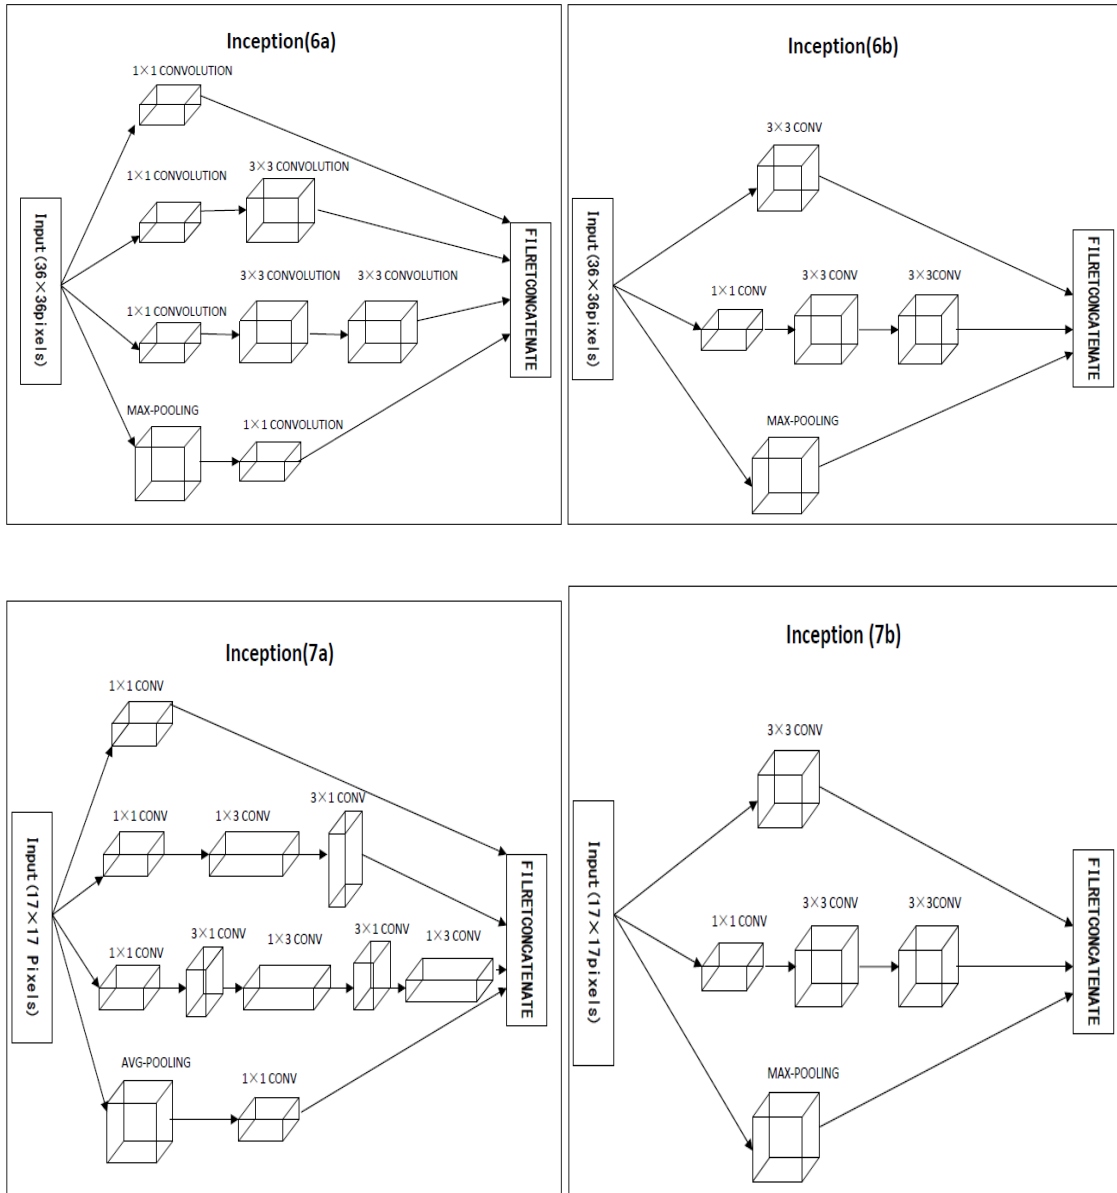 Inception(6a)
1×1 CONVOLUTION
1×1 CONVOLUTION
3×3 CONVOLUTION
Input(36×36pixels)
3×3 CONVOLUTION
3×3 CONVOLUTION
1×1 CONVOLUTION
MAX-POOLING
1×1 CONVOLUTION
FILRETCONCATENATE
Inception(6b)
3×3 CONV
Input(36×36pixels)
1×1 CONV
3×3 CONV
3×3CONV
MAX-POOLING
FILRETCONCATENATE
Inception(7a)
1×1 CONV
1×1 CONV
1×3 CONV
3×1 CONV
Input(17×17 Pixels)
1×1 CONV
3×1 CONV
1×3 CONV
3×1 CONV
1×3 CONV
AVG-POOLING
1×1 CONV
FILRETCONCATENATE
Inception (7b)
3×3 CONV
Input(17×17pixels)
1×1 CONV
3×3 CONV
3×3CONV
MAX-POOLING
FILRETCONCATENATE